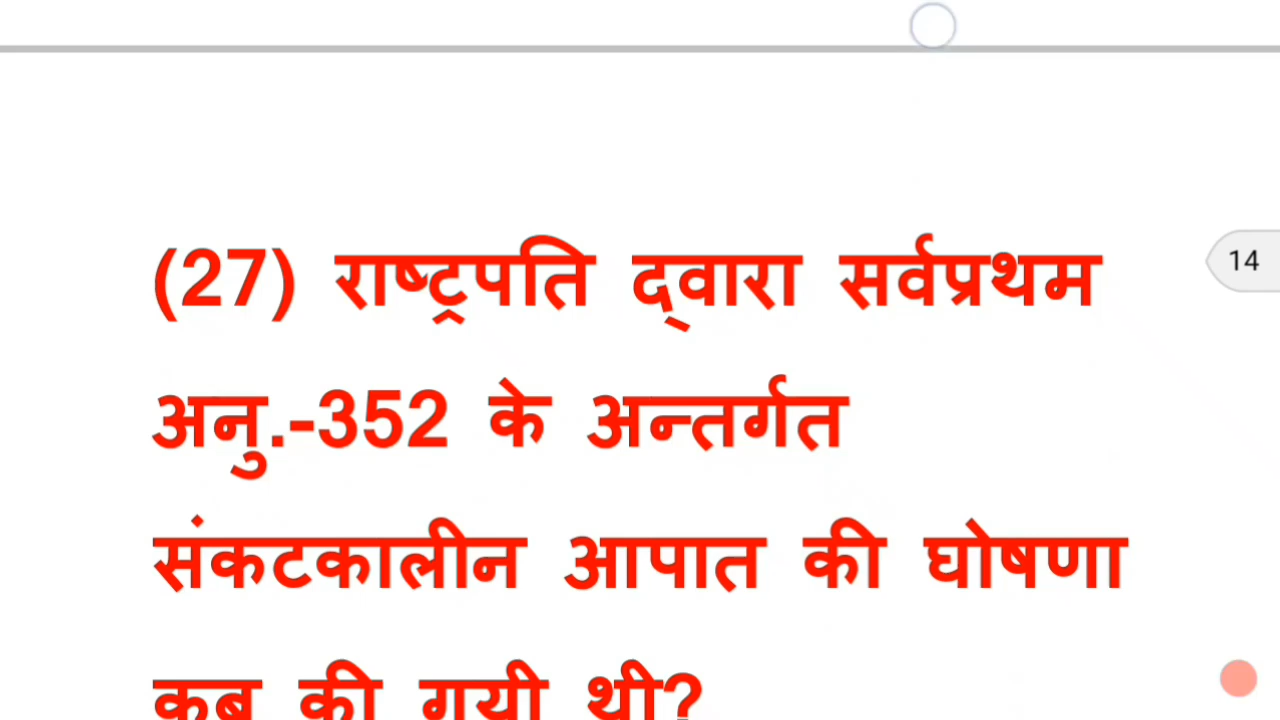 (27) राष्ट्रपति द्वारा सर्वप्रथम
14
अनु.-352 के अन्तर्गत
संकटकालीन आपात की घोषणा
कब की गयी थी?